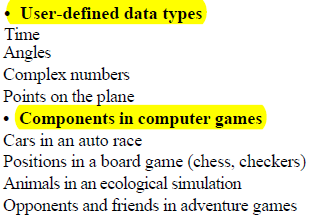 • User-defined data types
Time
Angles
Complex numbers
Points on the plane
• Components in computer games
Cars in an auto race
Positions in a board game (chess, checkers)
Animals in an ecological simulation
Opponents and friends in adventure games